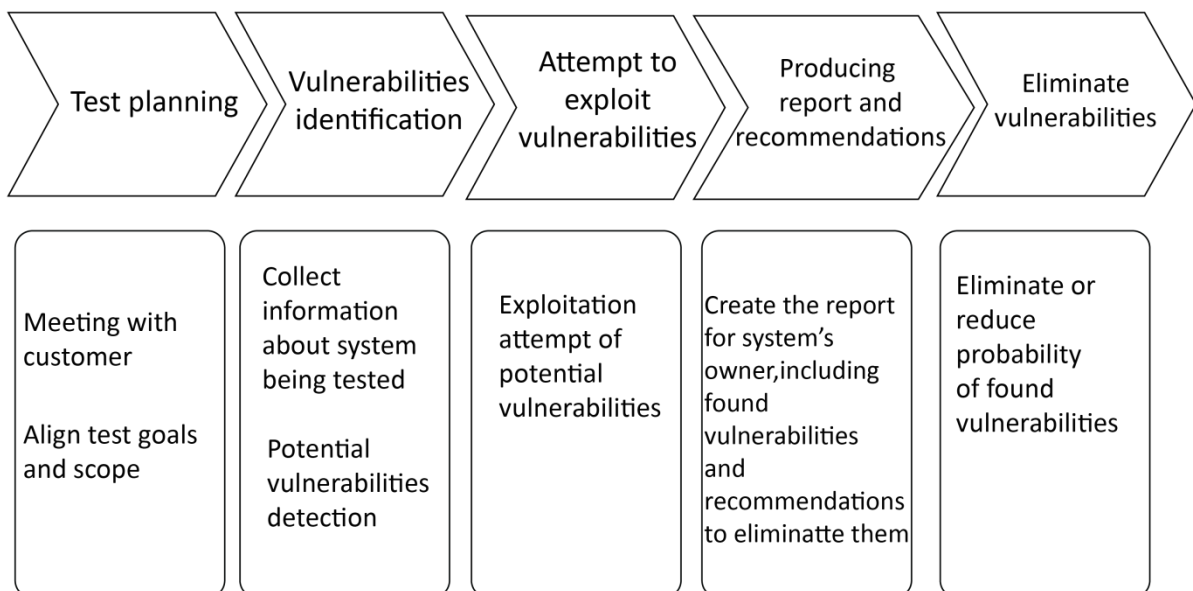 Test planning
Vulnerabilities
identification
Attempt to
exploit
vulnerabilities
Producing
report and
recommendations
Eliminate
vulnerabilities
Meeting with
customer
Align test goals
and scope
Collect
information
about system
being tested
Potential
vulnerabilities
detection
Exploitation
attempt of
potential
vulnerabilities
Create the report
for system's
owner,including
found
vulnerabilities
and
recommendations
to eliminatte them
Eliminate or
reduce
probability
of found
vulnerabilities